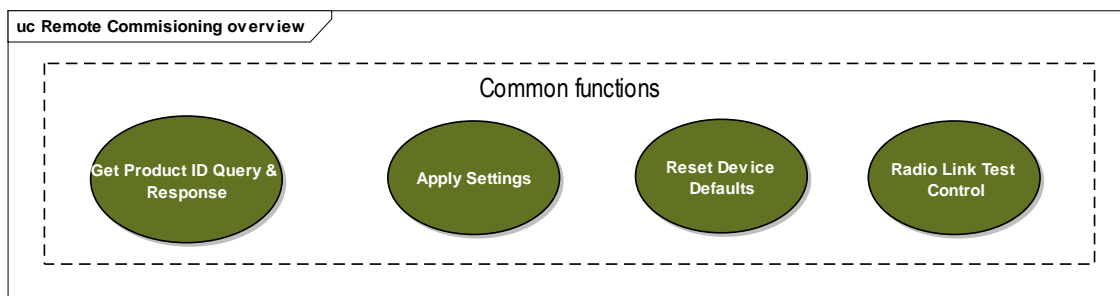 uc Remote Commisioning overview
Common functions
Get Product ID Query &
Response
Apply Settings
Reset Device
Defaults
Radio Link Test
Control